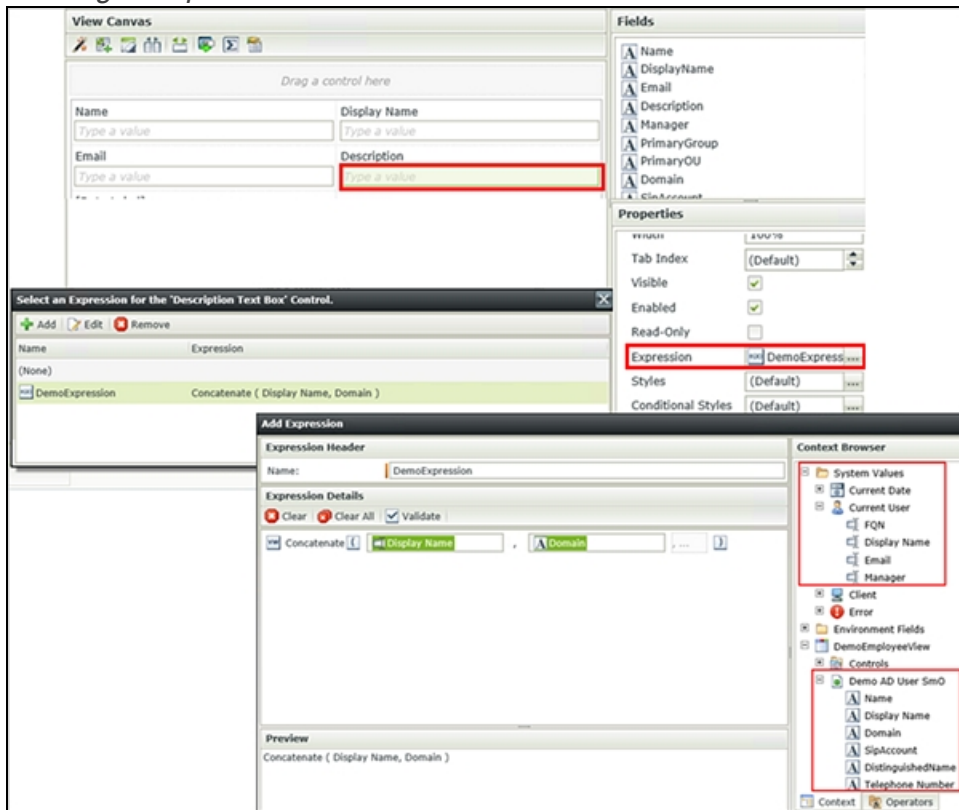 View Canvas
Drag a control here
Name
Type a value
Display Name
Type a value
Email
Type a value
Description
Type a value
Fields
Name
DisplayName
Email
Description
Manager
PrimaryGroup
PrimaryOU
Domain
SipAccount
Properties
Width 100%
Tab Index (Default)
Visible
Enabled
Read-Only
Expression DemoExpress ...
Styles (Default) ...
Conditional Styles (Default) ...
Select an Expression for the 'Description Text Box' Control.
Add Edit Remove
Name Expression
(None)
DemoExpression Concatenate ( Display Name, Domain )
Add Expression
Expression Header
Name: DemoExpression
Expression Details
Clear Clear All Validate
Concatenate ( Display Name , Domain , ... )
Preview
Concatenate ( Display Name, Domain )
Context Browser
System Values
Current Date
Current User
FQN
Display Name
Email
Manager
Client
Error
Environment Fields
DemoEmployeeView
Controls
Demo AD User SmO
Name
Display Name
Domain
SipAccount
DistinguishedName
Telephone Number
Context Operators